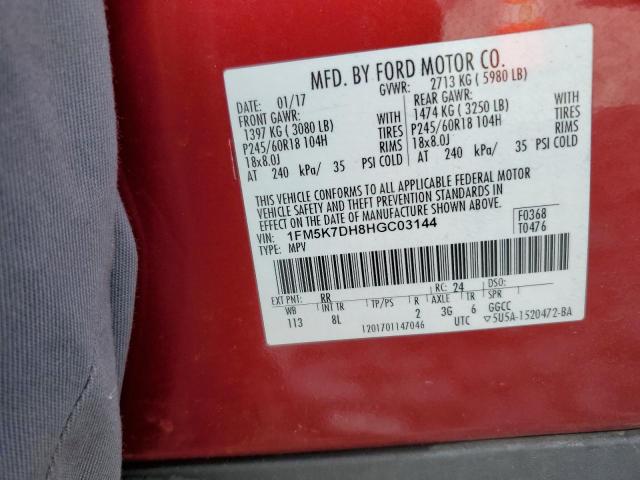 MFD. BY FORD MOTOR CO.
DATE: 01/17 GVWR: 2713 KG ( 5980 LB)
FRONT GAWR: WITH REAR GAWR: WITH
1397 KG ( 3080 LB) TIRES 1474 KG ( 3250 LB) TIRES
P245/60R18 104H RIMS P245/60R18 104H RIMS
18x8.0J 18x8.0J
AT 240 kPa/ 35 PSI COLD AT 240 kPa/ 35 PSI COLD
THIS VEHICLE CONFORMS TO ALL APPLICABLE FEDERAL MOTOR
VEHICLE SAFETY AND THEFT PREVENTION STANDARDS IN
EFFECT ON THE DATE OF MANUFACTURE SHOWN ABOVE.
VIN: 1FM5K7DH8HGC03144 F0368
TYPE: MPV T0476
EXT PNT: RR RC: 24 DSO:
WB INT TR TP/PS R AXLE TR SPR
113 8L 2 3G 6 GGCC
1201701147046 UTC ▽5U5A-1520472-BA